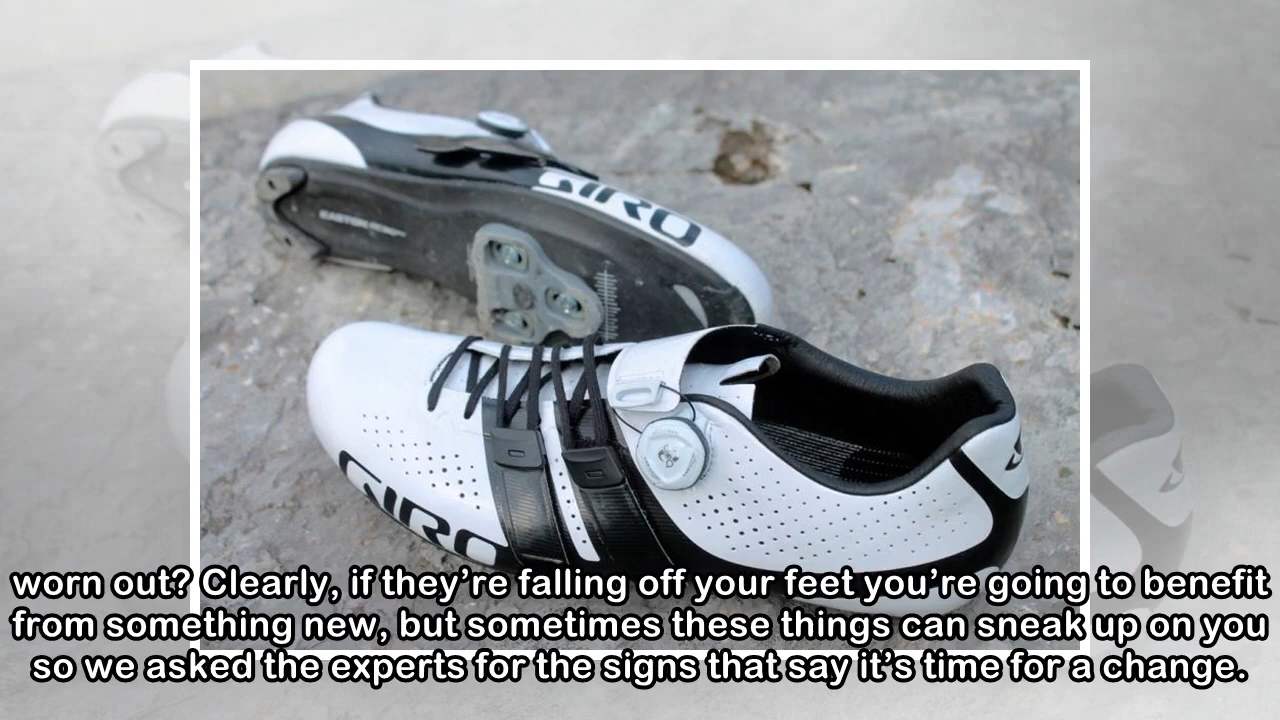 GIRO
EASTON
GIRO
worn out? Clearly, if they’re falling off your feet you’re going to benefit
from something new, but sometimes these things can sneak up on you
so we asked the experts for the signs that say it’s time for a change.